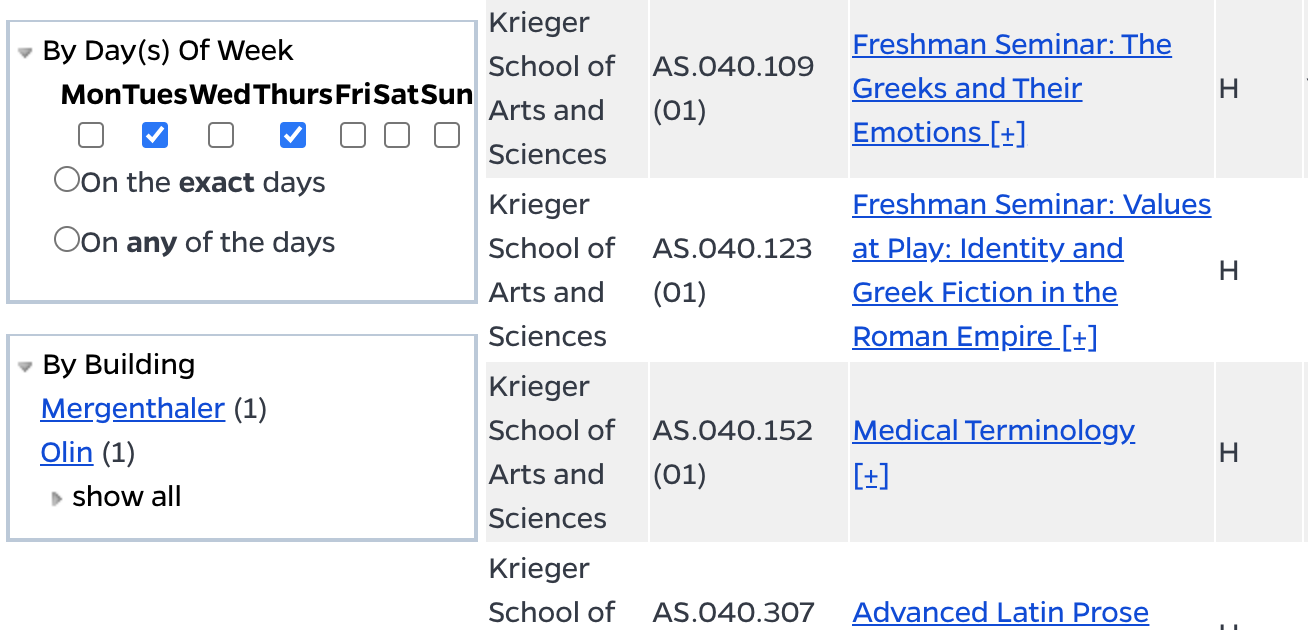 By Day(s) Of Week
Mon Tues Wed Thurs Fri Sat Sun
On the exact days
On any of the days
By Building
Mergenthaler (1)
Olin (1)
show all
Krieger
School of
Arts and
Sciences
AS.040.109
(01)
Freshman Seminar: The
Greeks and Their
Emotions [+]
H
Krieger
School of
Arts and
Sciences
AS.040.123
(01)
Freshman Seminar: Values
at Play: Identity and
Greek Fiction in the
Roman Empire [+]
H
Krieger
School of
Arts and
Sciences
AS.040.152
(01)
Medical Terminology
[+]
H
Krieger
School of
AS.040.307
Advanced Latin Prose